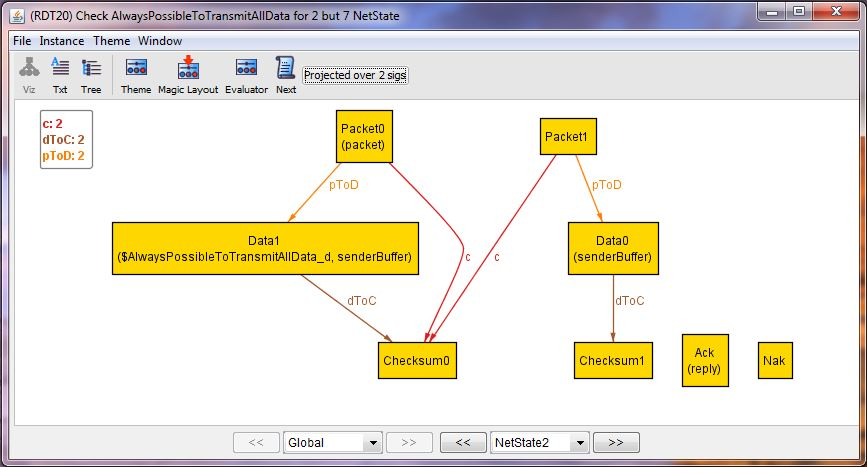 (RDT20) Check AlwaysPossibleToTransmitAllData for 2 but 7 NetState
File Instance Theme Window
Viz Txt Tree Theme Magic Layout Evaluator Next Projected over 2 sigs
c: 2
dToC: 2
pToD: 2
Packet0
(packet)
Packet1
pToD
pToD
Data1
($AlwaysPossibleToTransmitAllData_d, senderBuffer)
c
c
Data0
(senderBuffer)
dToC
dToC
Checksum0
Checksum1
Ack
(reply)
Nak
<< Global >> << NetState2 >>